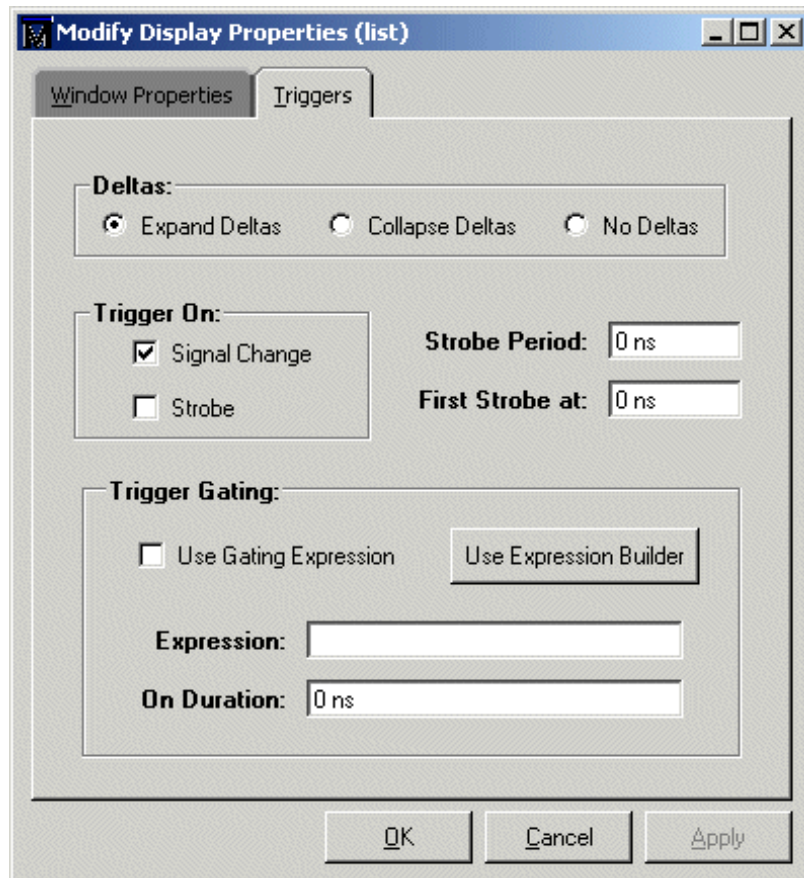 Modify Display Properties (list)
Window Properties
Triggers
Deltas:
Expand Deltas
Collapse Deltas
No Deltas
Trigger On:
Signal Change
Strobe
Strobe Period: 0 ns
First Strobe at: 0 ns
Trigger Gating:
Use Gating Expression
Use Expression Builder
Expression:
On Duration: 0 ns
OK
Cancel
Apply